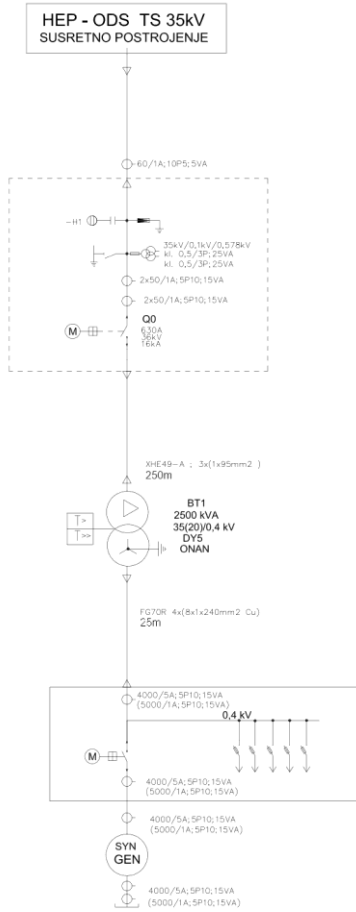 HEP - ODS TS 35kV
SUSRETNO POSTROJENJE
60/1A;10P5;5VA
-H1
35kV/0,1kV/0,578kV
kl. 0,5/3P;25VA
kl. 0,5/3P;25VA
2x50/1A;5P10;15VA
2x50/1A;5P10;15VA
Q0
630A
36kV
16kA
M
XHE49-A ; 3x(1x95mm2 )
250m
BT1
2500 kVA
35(20)/0,4 kV
DY5
ONAN
T>
T>>
FG70R 4x(8x1x240mm2 Cu)
25m
4000/5A;5P10;15VA
(5000/1A;5P10;15VA)
0,4 kV
M
4000/5A;5P10;15VA
(5000/1A;5P10;15VA)
4000/5A;5P10;15VA
(5000/1A;5P10;15VA)
SYN
GEN
4000/5A;5P10;15VA
(5000/1A;5P10;15VA)